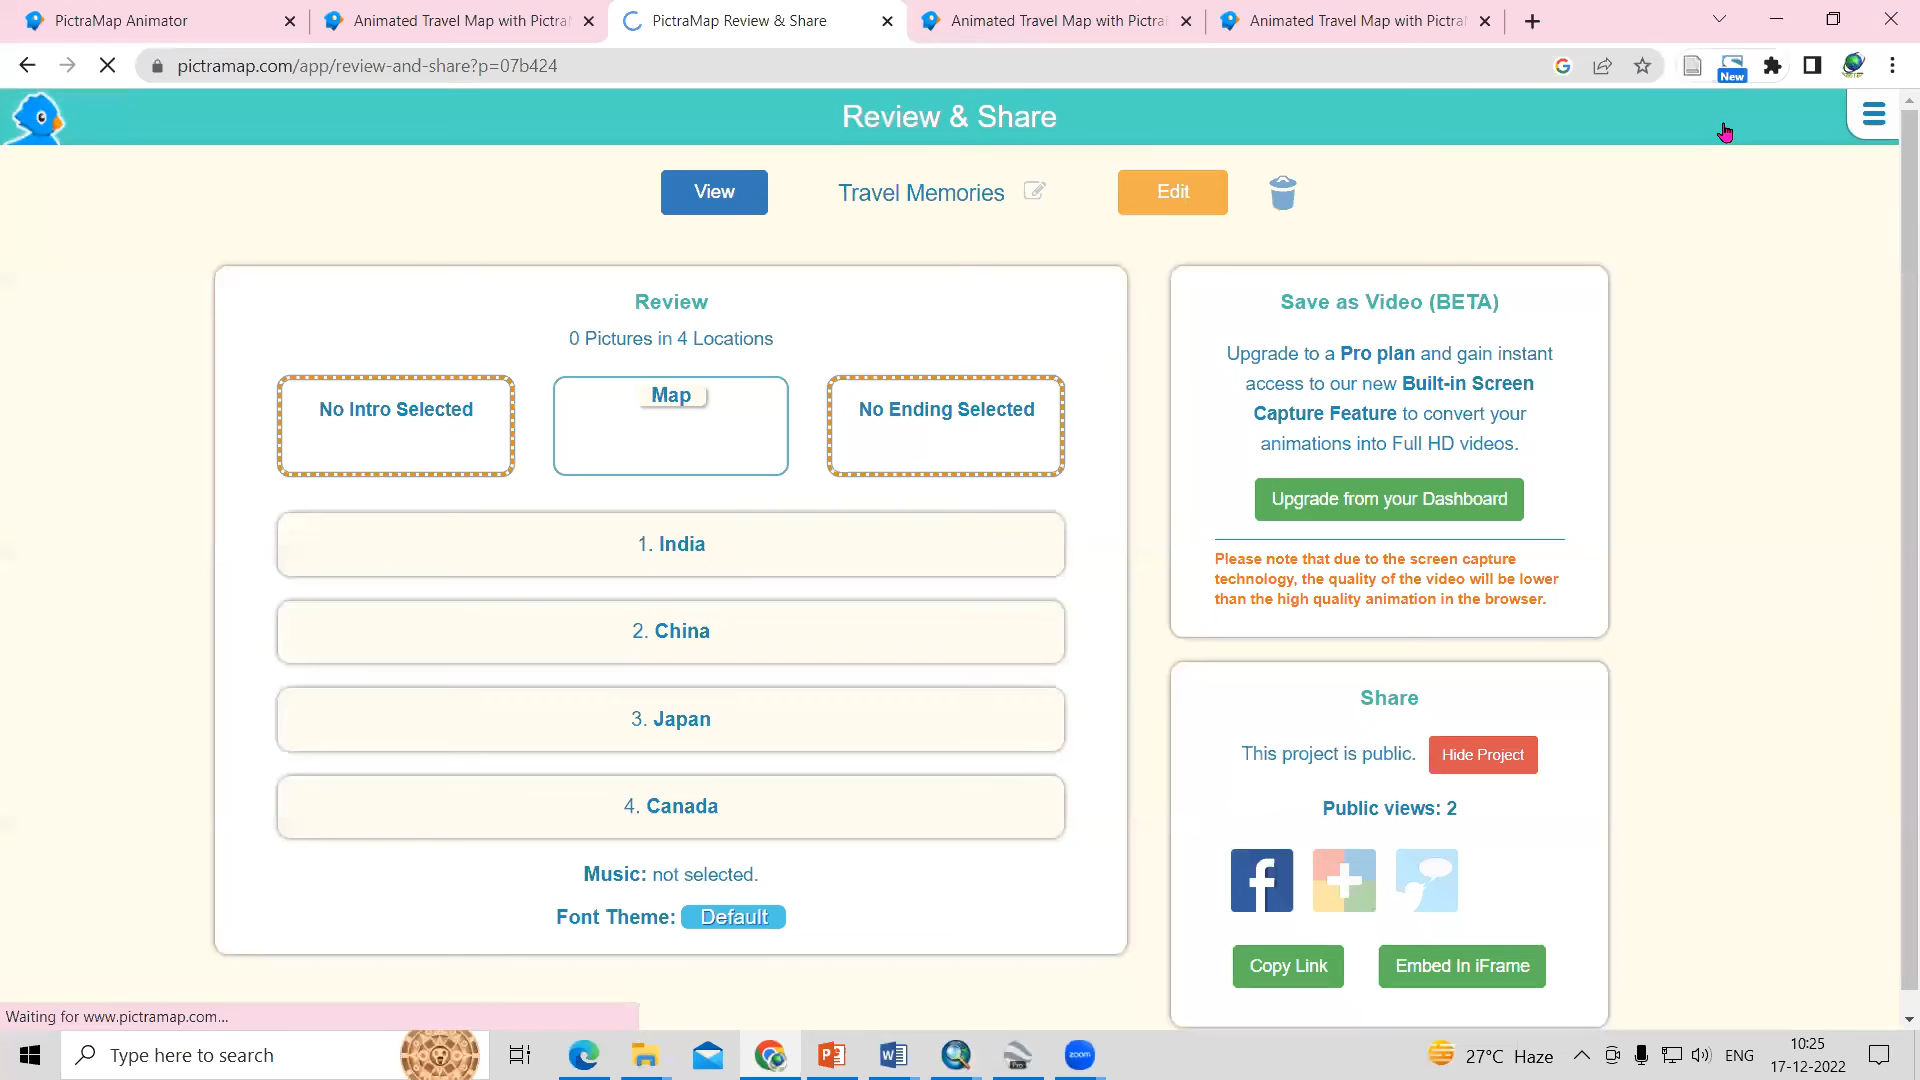 PictraMap Animator
Animated Travel Map with Pictra
PictraMap Review & Share
Animated Travel Map with Pictra
Animated Travel Map with Pictra
pictramap.com/app/review-and-share?p=07b424
New
Review & Share
View
Travel Memories
Edit
Review
0 Pictures in 4 Locations
No Intro Selected
Map
No Ending Selected
1. India
2. China
3. Japan
4. Canada
Music: not selected.
Font Theme: Default
Save as Video (BETA)
Upgrade to a Pro plan and gain instant
access to our new Built-in Screen
Capture Feature to convert your
animations into Full HD videos.
Upgrade from your Dashboard
Please note that due to the screen capture
technology, the quality of the video will be lower
than the high quality animation in the browser.
Share
This project is public. Hide Project
Public views: 2
Copy Link
Embed In iFrame
Waiting for www.pictramap.com...
Type here to search
zoom
27°C Haze
ENG
10:25
17-12-2022